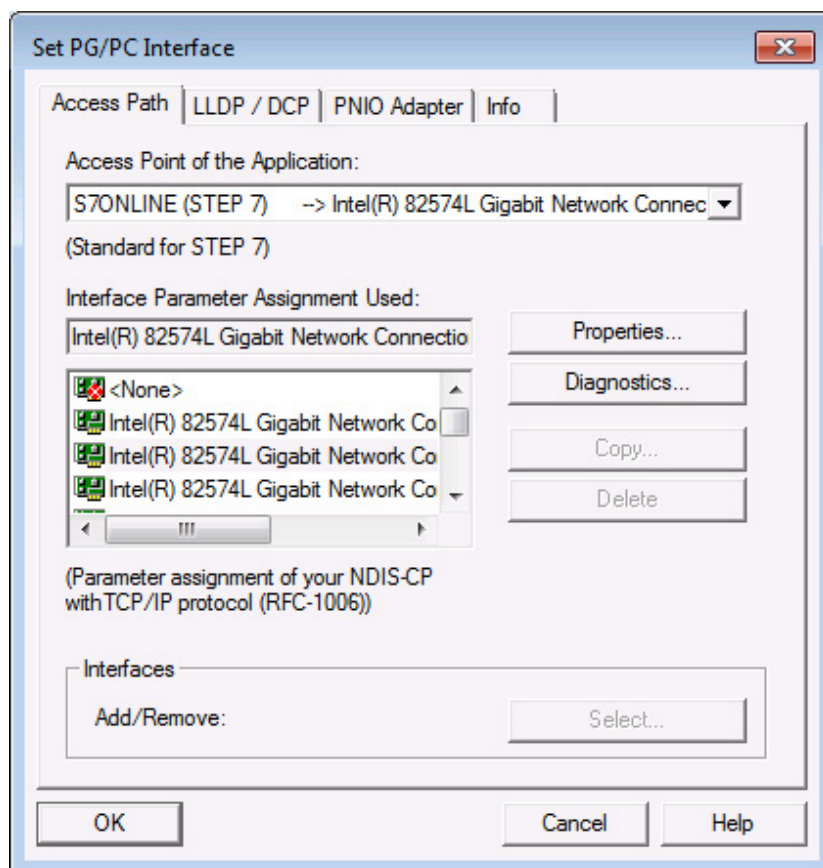 Set PG/PC Interface
Access Path LLDP / DCP PNIO Adapter Info
Access Point of the Application:
S7ONLINE (STEP 7) --> Intel(R) 82574L Gigabit Network Connec
(Standard for STEP 7)
Interface Parameter Assignment Used:
Intel(R) 82574L Gigabit Network Connectio
Properties...
<None>
Diagnostics...
Intel(R) 82574L Gigabit Network Co
Intel(R) 82574L Gigabit Network Co
Copy...
Intel(R) 82574L Gigabit Network Co
Delete
(Parameter assignment of your NDIS-CP
with TCP/IP protocol (RFC-1006))
Interfaces
Add/Remove:
Select...
OK
Cancel
Help